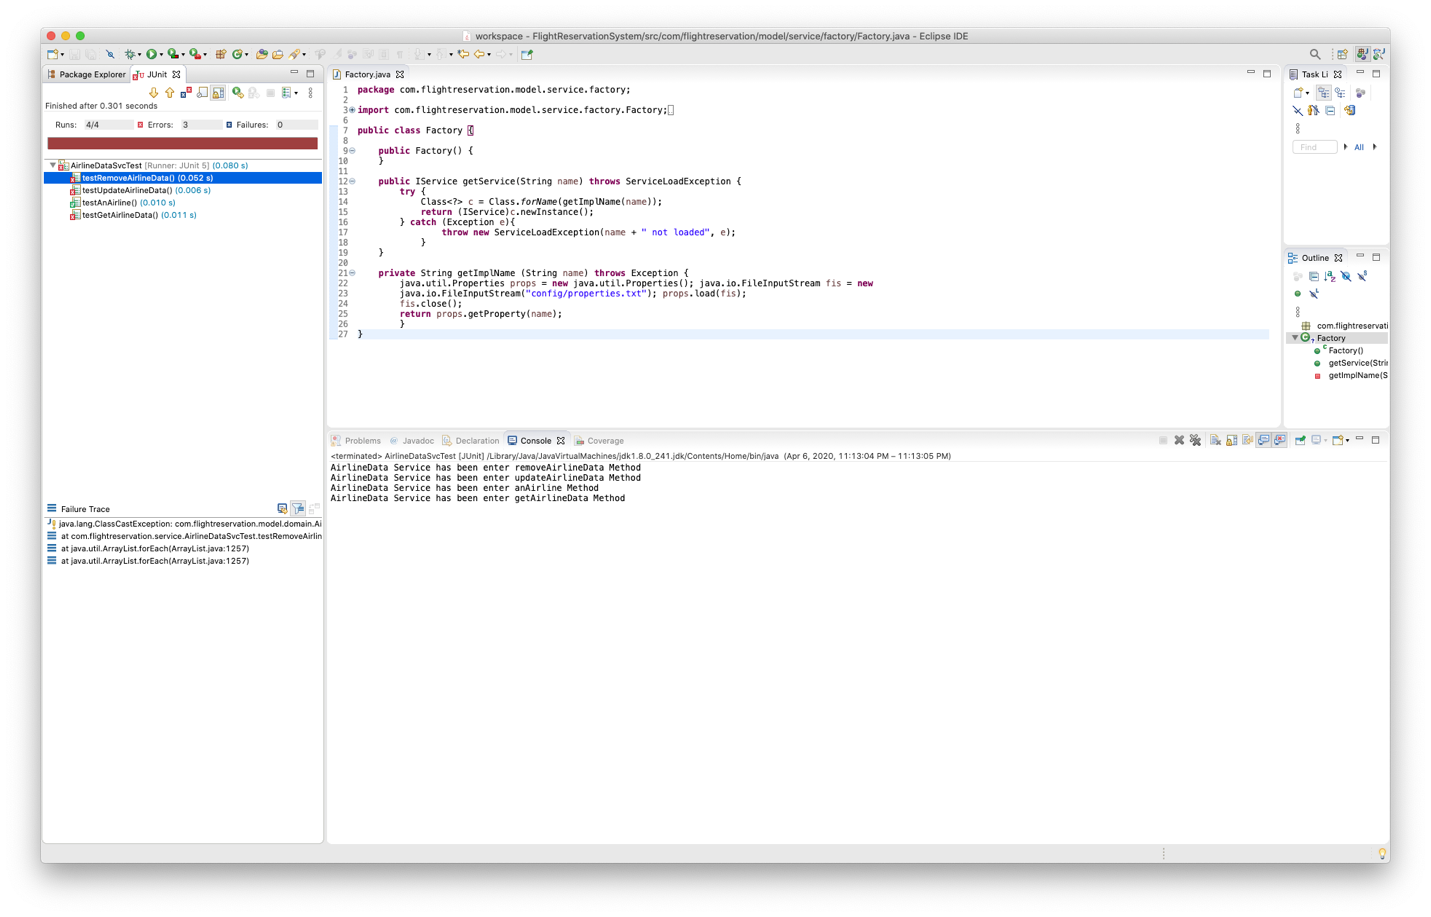 workspace - FlightReservationSystem/src/com/flightreservation/model/service/factory/Factory.java - Eclipse IDE
Package Explorer
JUnit
Finished after 0.301 seconds
Runs: 4/4
Errors: 3
Failures: 0
AirlineDataSvcTest [Runner: JUnit 5] (0.080 s)
testRemoveAirlineData() (0.052 s)
testUpdateAirlineData() (0.006 s)
testAnAirline() (0.010 s)
testGetAirlineData() (0.011 s)
Failure Trace
java.lang.ClassCastException: com.flightreservation.model.domain.Ai
at com.flightreservation.service.AirlineDataSvcTest.testRemoveAirlin
at java.util.ArrayList.forEach(ArrayList.java:1257)
at java.util.ArrayList.forEach(ArrayList.java:1257)
Factory.java
1 package com.flightreservation.model.service.factory;
2
3 import com.flightreservation.model.service.factory.Factory;
6
7 public class Factory {
8
9 public Factory() {
10 }
11
12 public IService getService(String name) throws ServiceLoadException {
13 try {
14 Class<?> c = Class.forName(getImplName(name));
15 return (IService)c.newInstance();
16 } catch (Exception e){
17 throw new ServiceLoadException(name + " not loaded", e);
18 }
19 }
20
21 private String getImplName (String name) throws Exception {
22 java.util.Properties props = new java.util.Properties(); java.io.FileInputStream fis = new
23 java.io.FileInputStream("config/properties.txt"); props.load(fis);
24 fis.close();
25 return props.getProperty(name);
26 }
27 }
Problems
Javadoc
Declaration
Console
Coverage
<terminated> AirlineDataSvcTest [JUnit] /Library/Java/JavaVirtualMachines/jdk1.8.0_241.jdk/Contents/Home/bin/java (Apr 6, 2020, 11:13:04 PM – 11:13:05 PM)
AirlineData Service has been enter removeAirlineData Method
AirlineData Service has been enter updateAirlineData Method
AirlineData Service has been enter anAirline Method
AirlineData Service has been enter getAirlineData Method
Task Li
Find
All
Outline
com.flightreservati
Factory
Factory()
getService(Stri
getImplName(S